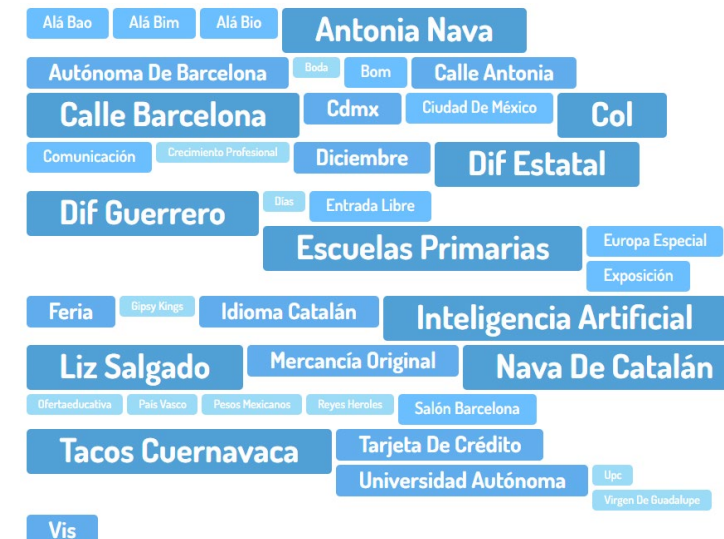 Alá Bao Alá Bim Alá Bio Antonia Nava
Autónoma De Barcelona Boda Bom Calle Antonia
Calle Barcelona Cdmx Ciudad De México Col
Comunicación Crecimiento Profesional Diciembre Dif Estatal
Dif Guerrero Días Entrada Libre
Escuelas Primarias Europa Especial
Exposición
Feria Gipsy Kings Idioma Catalán Inteligencia Artificial
Liz Salgado Mercancía Original Nava De Catalán
Ofertaeducativa País Vasco Pesos Mexicanos Reyes Heroles Salón Barcelona
Tacos Cuernavaca Tarjeta De Crédito
Universidad Autónoma Upc
Virgen De Guadalupe
Vis